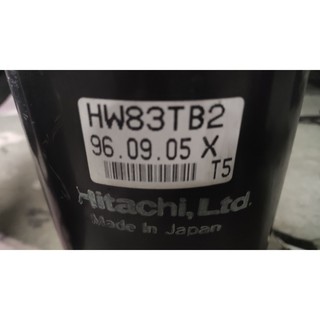 HW83TB2
96.09.05 X
T5
Hitachi, Ltd.
Made in Japan